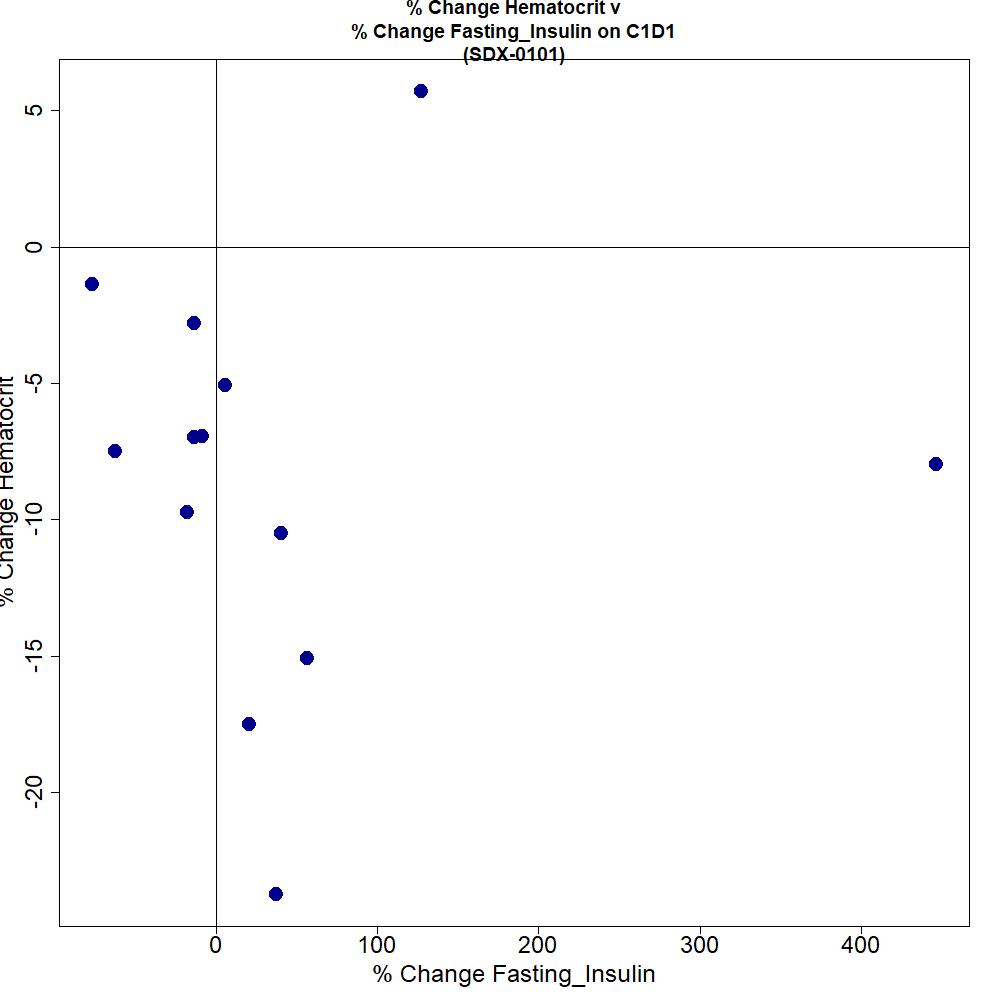 % Change Hematocrit v
% Change Fasting_Insulin on C1D1
(SDX-0101)
5
0
-5
-10
-15
-20
% Change Hematocrit
0
100
200
300
400
% Change Fasting_Insulin